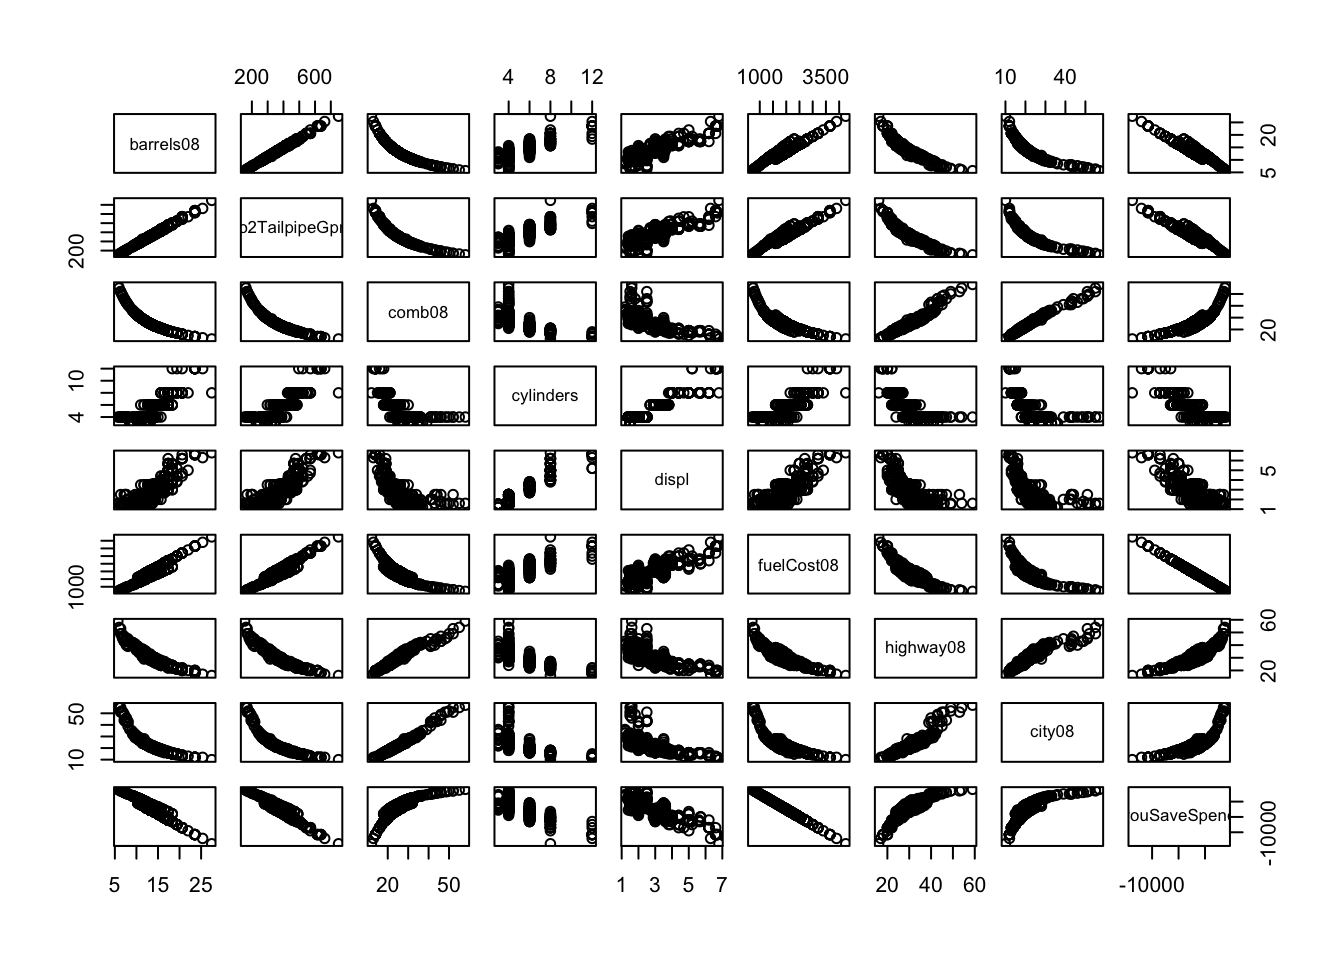 200 600 4 8 12 1000 3500 10 40
barrels08 20 5
200 o2TailpipeGpm
comb08 20
4 10 cylinders
displ 5 1
1000 fuelCost08
highway08 60 20
10 50 city08
ouSaveSpend -10000
5 15 25 20 50 1 3 5 7 20 40 60 -10000